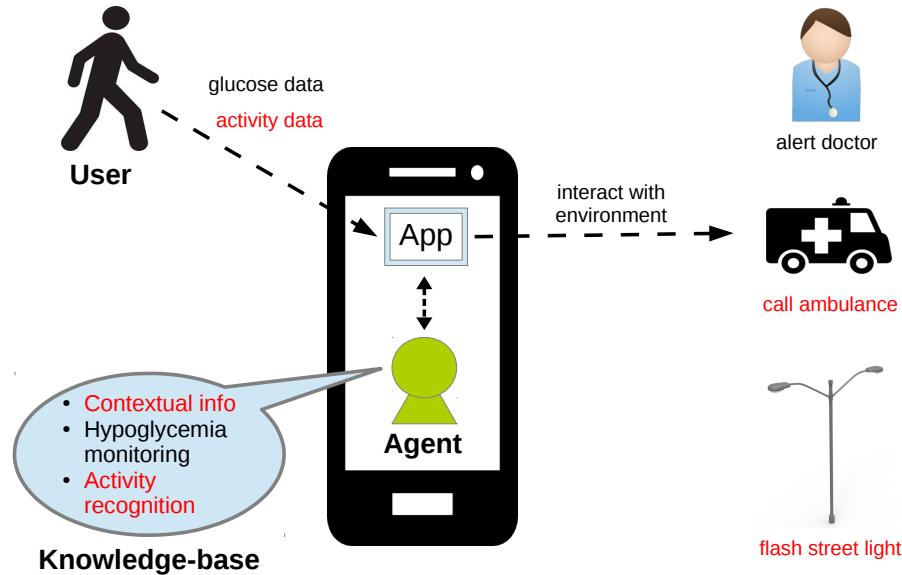 glucose data
activity data
User
alert doctor
interact with
environment
App
call ambulance
• Contextual info
• Hypoglycemia
monitoring
• Activity
recognition
Agent
Knowledge-base
flash street light